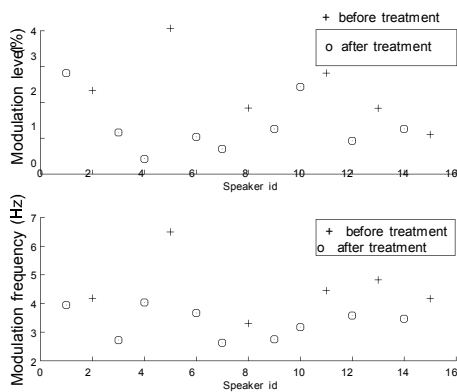 + before treatment
o after treatment
Modulation level(%)
4
3
2
1
0
0 2 4 6 8 10 12 14 16
Speaker id
+ before treatment
o after treatment
Modulation frequency (Hz)
7
6
5
4
3
2
0 2 4 6 8 10 12 14 16
Speaker id